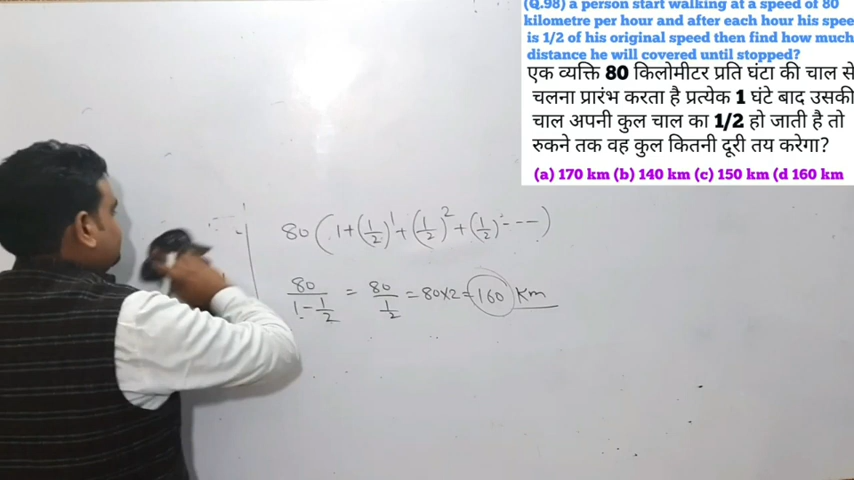 (Q.98) a person start walking at a speed of 80
kilometre per hour and after each hour his spee
is 1/2 of his original speed then find how much
distance he will covered until stopped?
एक व्यक्ति 80 किलोमीटर प्रति घंटा की चाल से
चलना प्रारंभ करता है प्रत्येक 1 घंटे बाद उसकी
चाल अपनी कुल चाल का 1/2 हो जाती है तो
रुकने तक वह कुल कितनी दूरी तय करेगा?
(a) 170 km (b) 140 km (c) 150 km (d 160 km
80(1+(1/2)^1+(1/2)^2+(1/2) ----)
80/(1-1/2) = 80/(1/2) = 80×2=160 Km